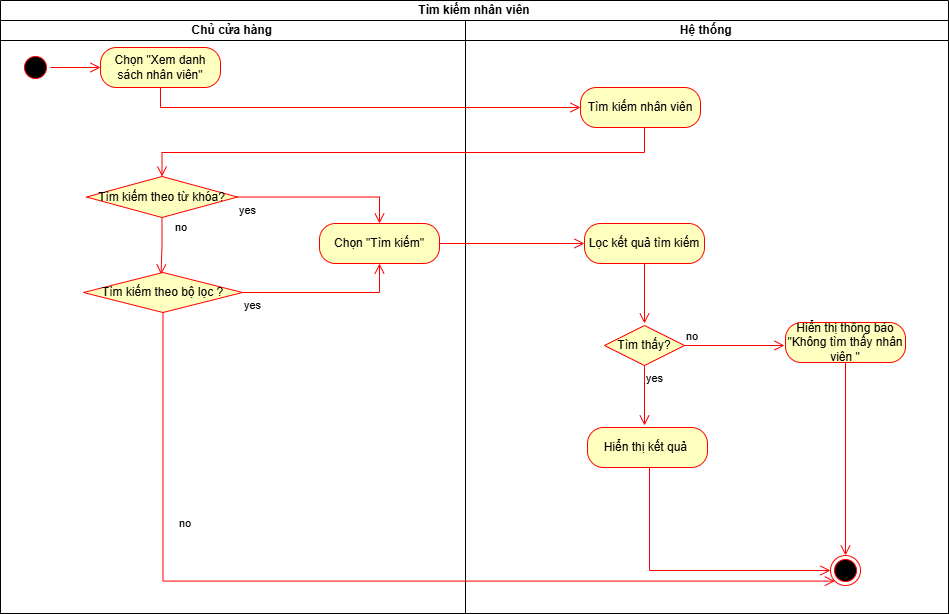 Tìm kiếm nhân viên
Chủ cửa hàng
Hệ thống
Chọn "Xem danh
sách nhân viên"
Tìm kiếm nhân viên
Tìm kiếm theo từ khóa?
yes
no
Chọn "Tìm kiếm"
Lọc kết quả tìm kiếm
Tìm kiếm theo bộ lọc ?
yes
Tìm thấy?
no
Hiển thị thông báo
"Không tìm thấy nhân
viên "
yes
Hiển thị kết quả
no